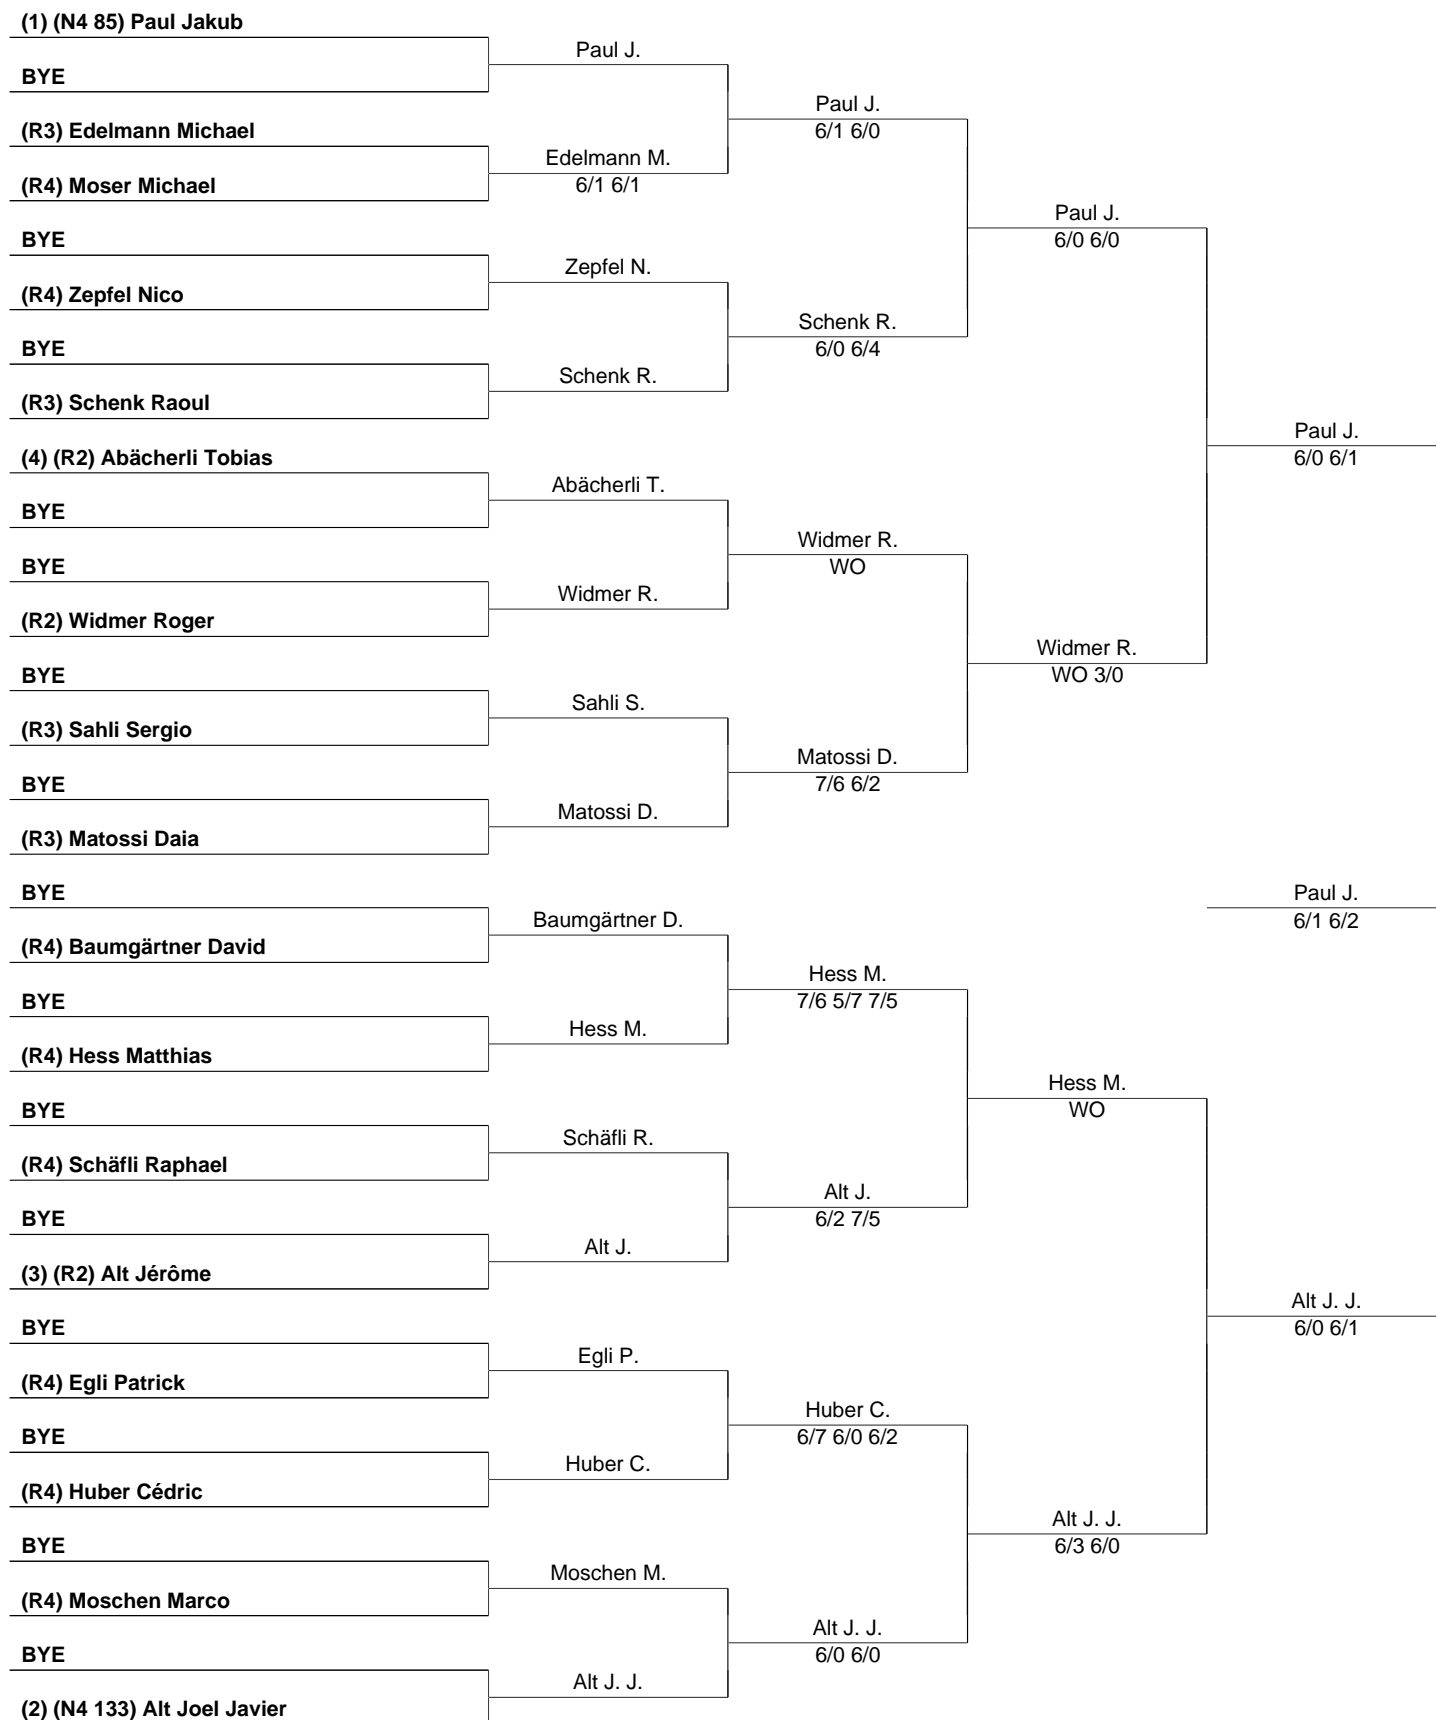 (1) (N4 85) Paul Jakub
BYE
(R3) Edelmann Michael
(R4) Moser Michael
BYE
(R4) Zepfel Nico
BYE
(R3) Schenk Raoul
(4) (R2) Abächerli Tobias
BYE
BYE
(R2) Widmer Roger
BYE
(R3) Sahli Sergio
BYE
(R3) Matossi Daia
BYE
(R4) Baumgärtner David
BYE
(R4) Hess Matthias
BYE
(R4) Schäfli Raphael
BYE
(3) (R2) Alt Jérôme
BYE
(R4) Egli Patrick
BYE
(R4) Huber Cédric
BYE
(R4) Moschen Marco
BYE
(2) (N4 133) Alt Joel Javier
Paul J.
Edelmann M.
6/1 6/1
Zepfel N.
Schenk R.
Abächerli T.
Widmer R.
Sahli S.
Matossi D.
Baumgärtner D.
Hess M.
Schäfli R.
Alt J.
Egli P.
Huber C.
Moschen M.
Alt J. J.
Paul J.
6/1 6/0
Schenk R.
6/0 6/4
Widmer R.
WO
Matossi D.
7/6 6/2
Hess M.
7/6 5/7 7/5
Alt J.
6/2 7/5
Huber C.
6/7 6/0 6/2
Alt J. J.
6/0 6/0
Paul J.
6/0 6/0
Widmer R.
WO 3/0
Hess M.
WO
Alt J. J.
6/3 6/0
Paul J.
6/0 6/1
Paul J.
6/1 6/2
Alt J. J.
6/0 6/1